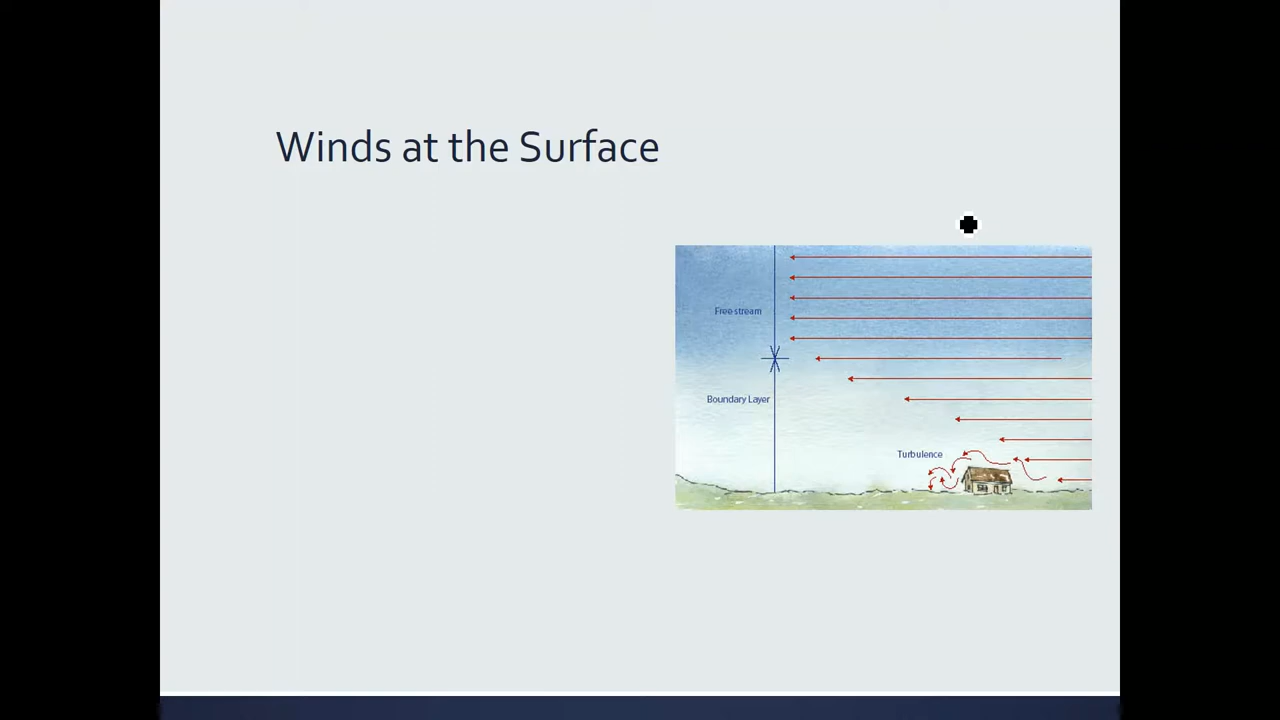 Winds at the Surface
Free-stream
Boundary Layer
Turbulence